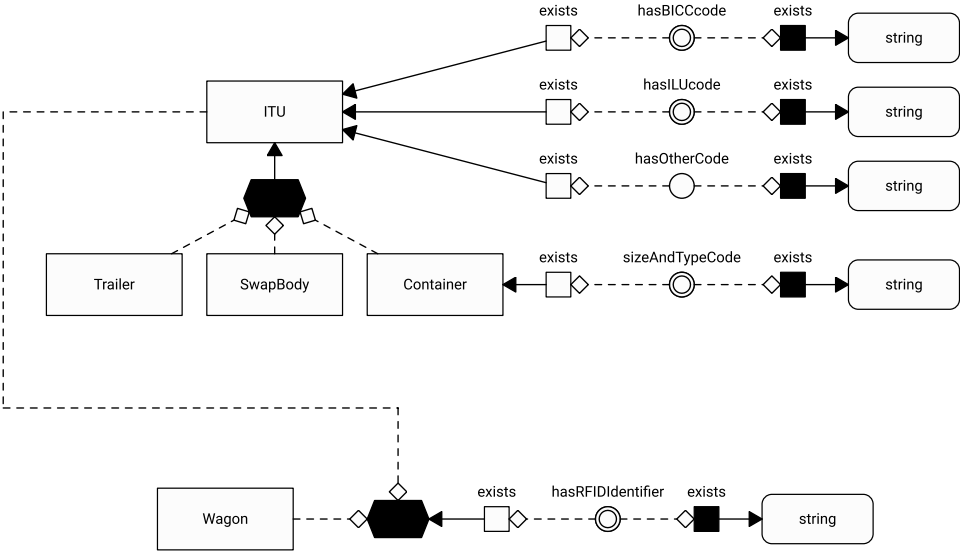 exists hasBICCcode exists
string
exists hasILUcode exists
ITU string
exists hasOtherCode exists
string
exists sizeAndTypeCode exists
Trailer SwapBody Container string
exists hasRFIDIdentifier exists
Wagon string